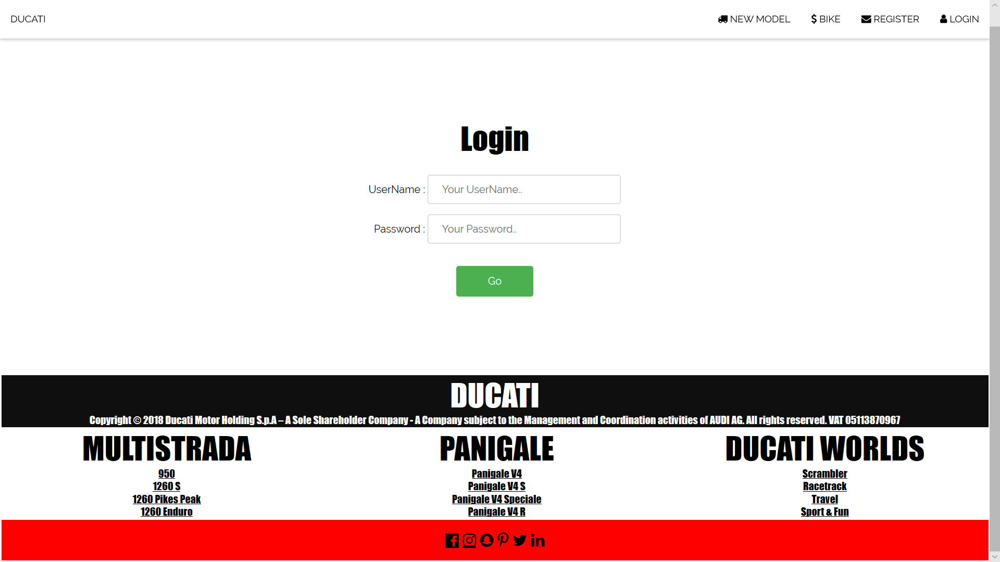 DUCATI
NEW MODEL
BIKE
REGISTER
LOGIN
Login
UserName :
Your UserName..
Password :
Your Password..
Go
DUCATI
Copyright © 2018 Ducati Motor Holding S.p.A – A Sole Shareholder Company - A Company subject to the Management and Coordination activities of AUDI AG. All rights reserved. VAT 05113870967
MULTISTRADA
950
1260 S
1260 Pikes Peak
1260 Enduro
PANIGALE
Panigale V4
Panigale V4 S
Panigale V4 Speciale
Panigale V4 R
DUCATI WORLDS
Scrambler
Racetrack
Travel
Sport & Fun